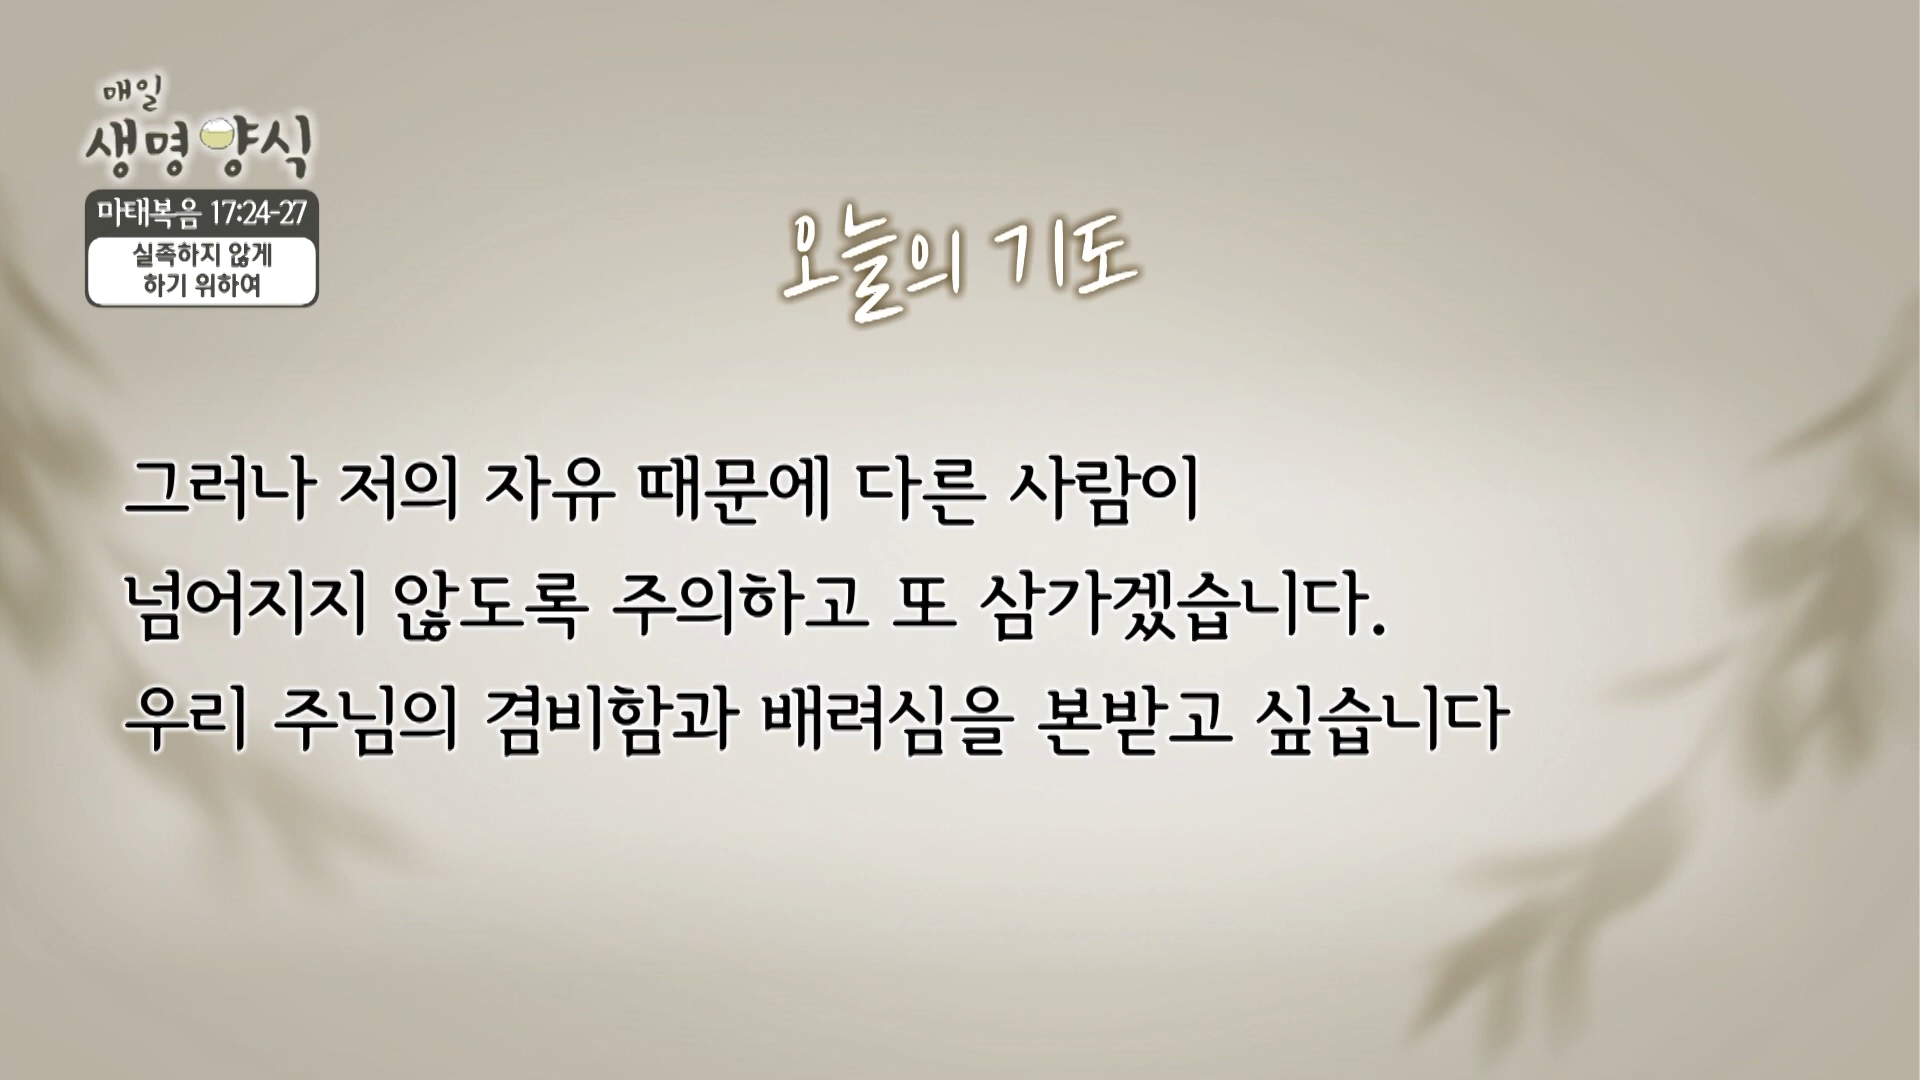 매일
생명양식
마태복음 17:24-27
실족하지 않게
하기 위하여
오늘의 기도
그러나 저의 자유 때문에 다른 사람이
넘어지지 않도록 주의하고 또 삼가겠습니다.
우리 주님의 겸비함과 배려심을 본받고 싶습니다